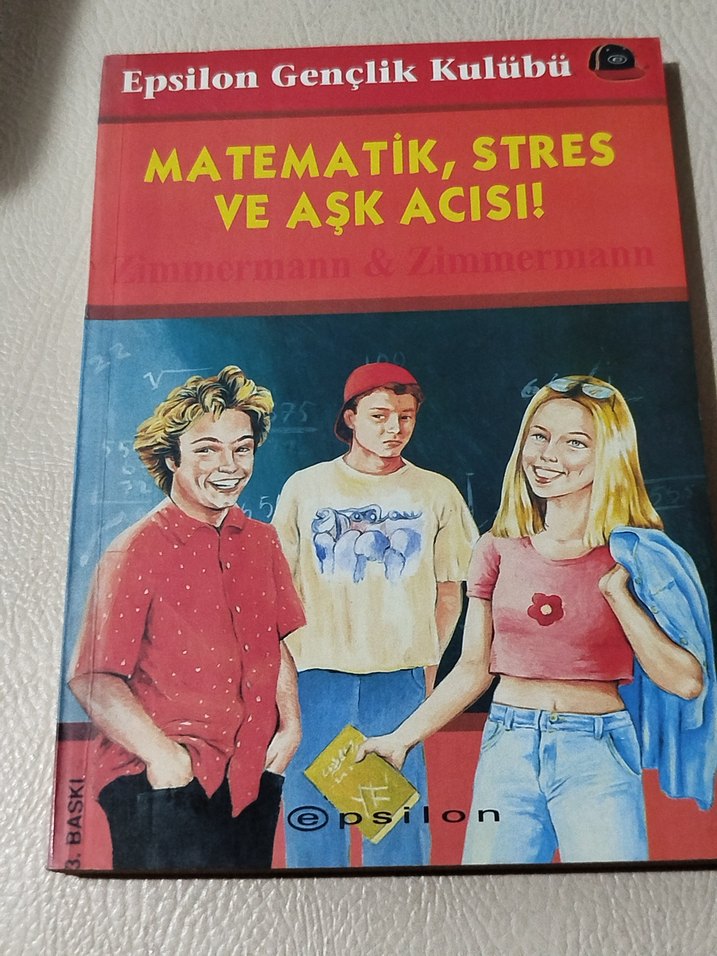 Epsilon Gençlik Kulübü
MATEMATİK, STRES
VE AŞK ACISI!
Zimmermann & Zimmermann
epsilon
3. BASKI